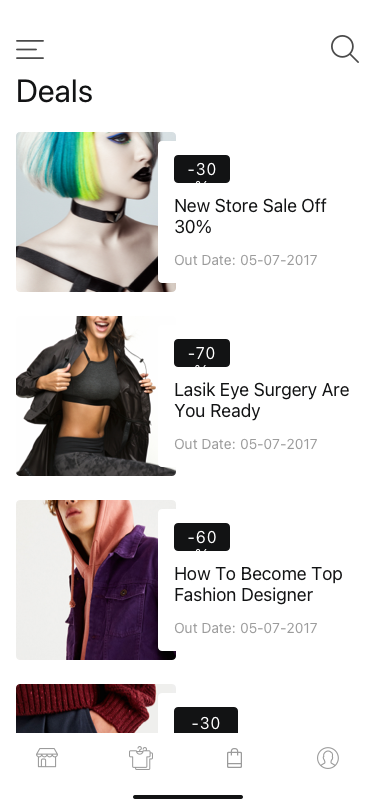 Deals
-30
%
New Store Sale Off
30%
Out Date: 05-07-2017
-70
%
Lasik Eye Surgery Are
You Ready
Out Date: 05-07-2017
-60
%
How To Become Top
Fashion Designer
Out Date: 05-07-2017
-30